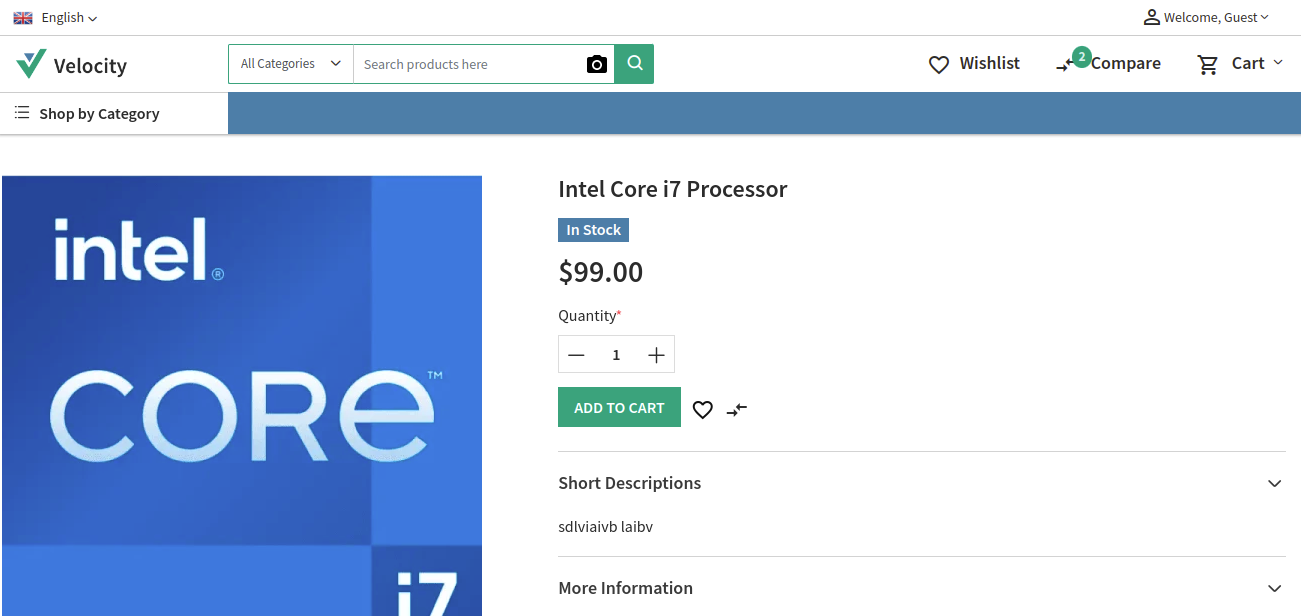 English
Welcome, Guest
Velocity
All Categories
Search products here
Wishlist
2
Compare
Cart
Shop by Category
intel®
CORE™
i7
Intel Core i7 Processor
In Stock
$99.00
Quantity*
1
ADD TO CART
Short Descriptions
sdlviaivb laibv
More Information